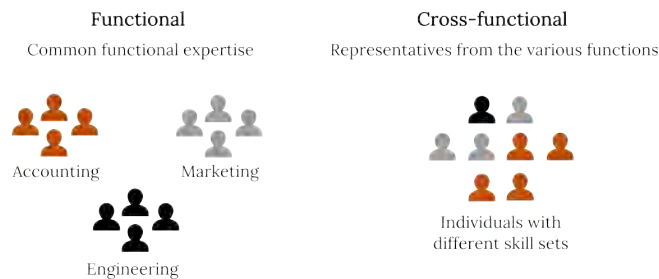 Functional
Common functional expertise
Accounting
Marketing
Engineering
Cross-functional
Representatives from the various functions
Individuals with
different skill sets